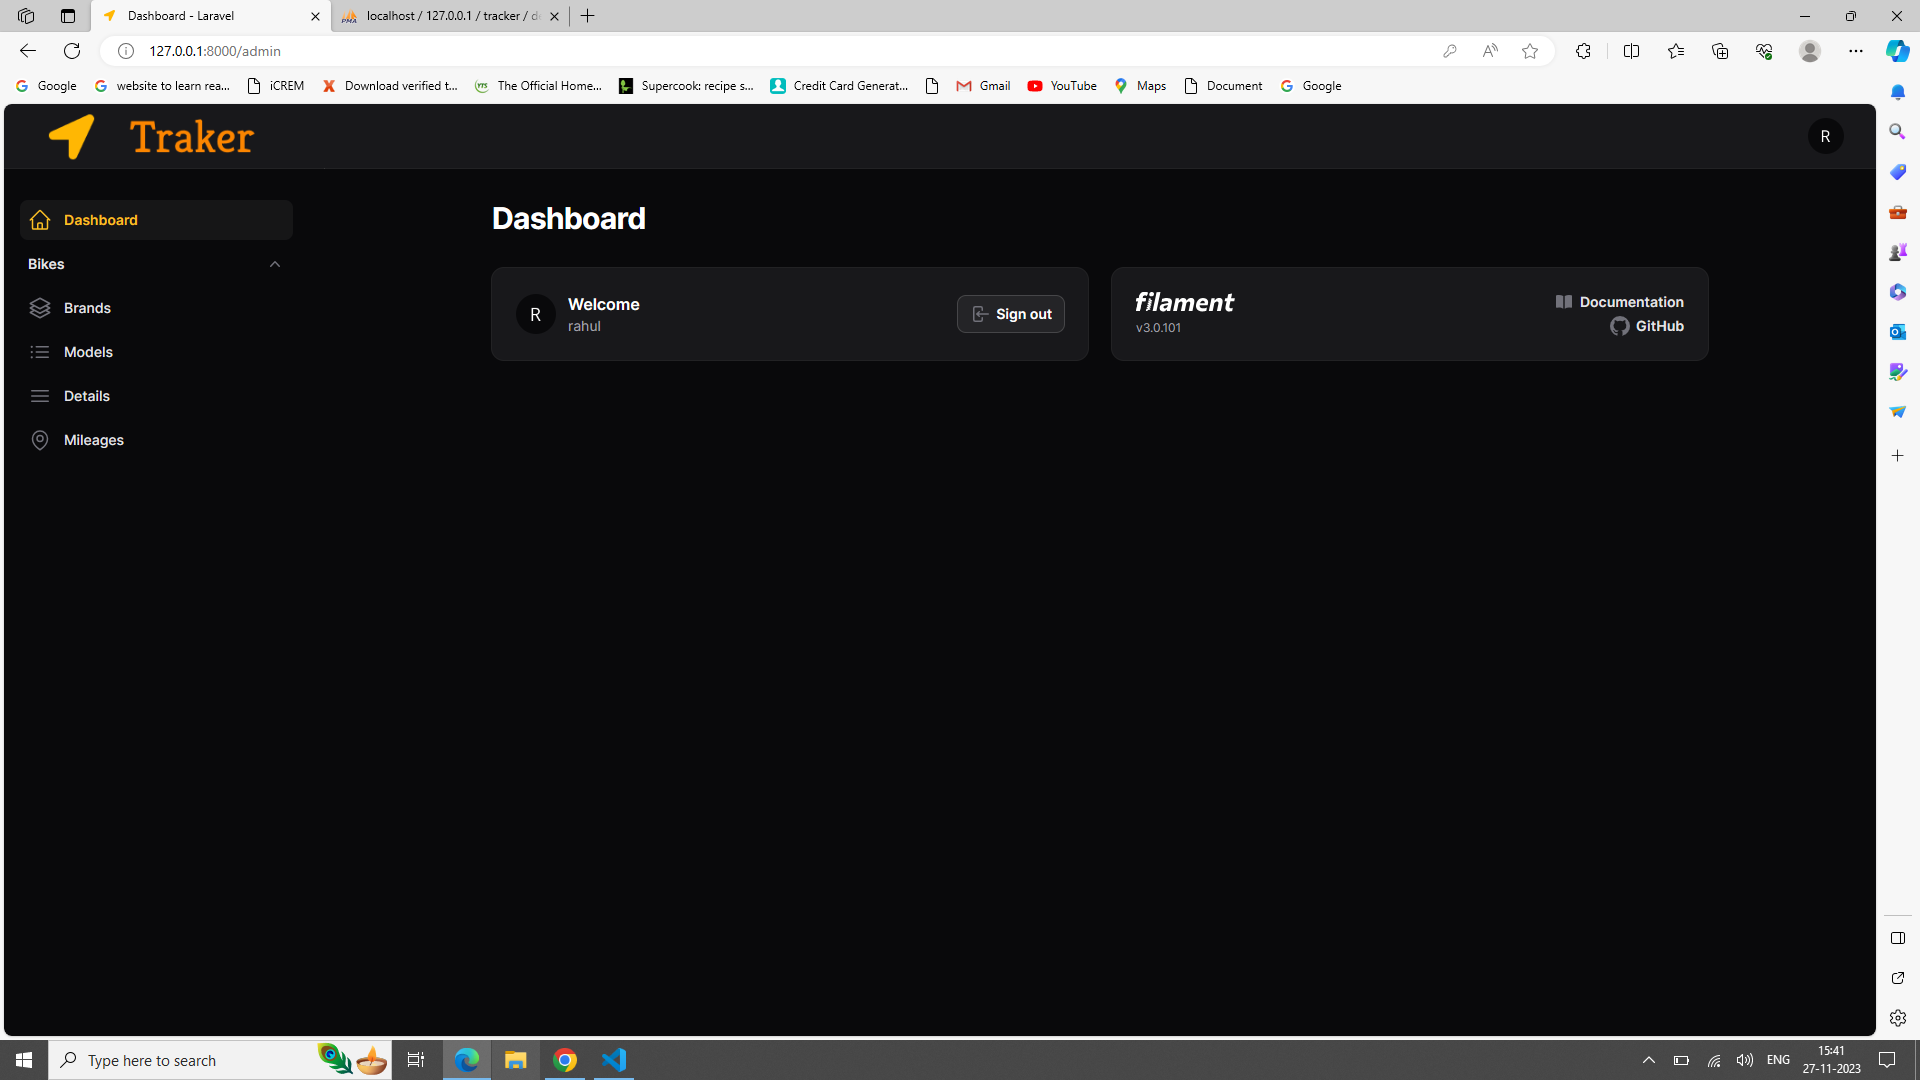 Dashboard - Laravel
localhost / 127.0.0.1 / tracker / d
127.0.0.1:8000/admin
Google
website to learn rea...
iCREM
Download verified t...
The Official Home...
Supercook: recipe s...
Credit Card Generat...
Gmail
YouTube
Maps
Document
Google
Traker
R
Dashboard
Bikes
Brands
Models
Details
Mileages
Dashboard
R
Welcome
rahul
Sign out
filament
v3.0.101
Documentation
GitHub
Type here to search
ENG
15:41
27-11-2023